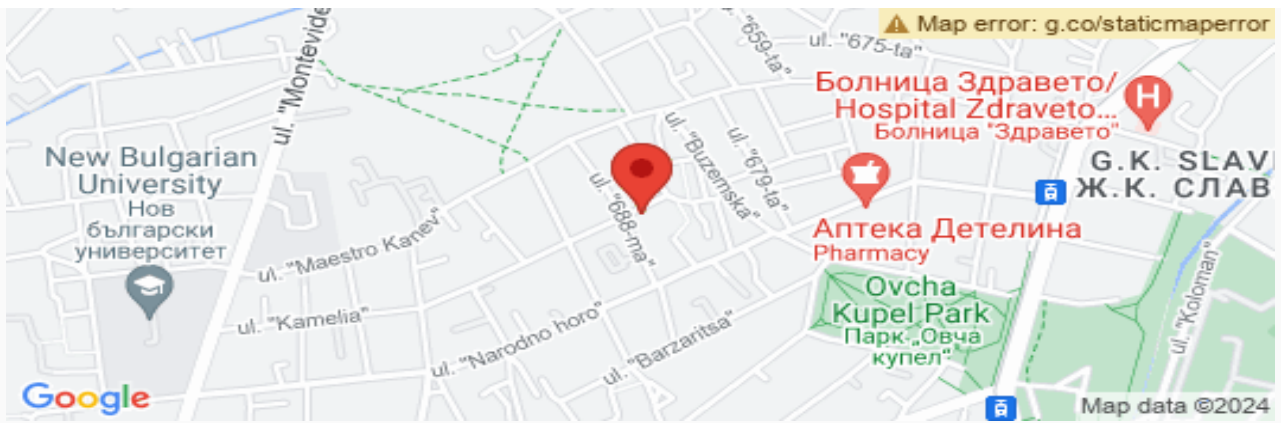 Map error: g.co/staticmaperror
ul. "Montevide
ul. "659-ta"
ul. "675-ta"
Болница Здравето/
Hospital Zdraveto...
Болница "Здравето"
H
New Bulgarian
University
Нов
български
университет
ul. "Buzemska"
ul. "679-ta"
G.K. SLAVI
Ж.К. СЛАВ
ul. "688-ma"
Аптека Детелина
Pharmacy
ul. "Maestro Kanev"
Ovcha
Kupel Park
Парк „Овча
купел"
ul. "Koloman"
ul. "Kamelia"
ul. "Narodno horo"
ul. "Barzaritsa"
Google
Map data ©2024